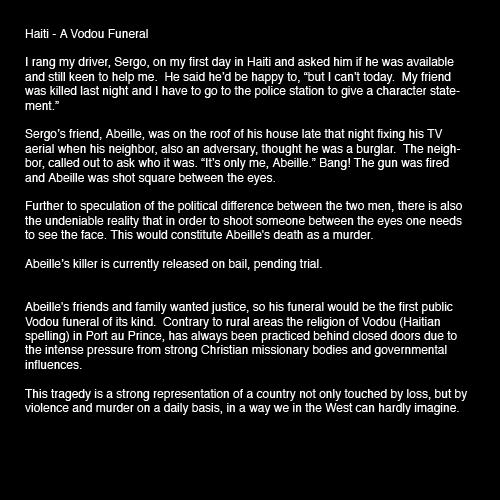 Haiti - A Vodou Funeral
I rang my driver, Sergo, on my first day in Haiti and asked him if he was available
and still keen to help me.  He said he'd be happy to, “but I can't today.  My friend
was killed last night and I have to go to the police station to give a character state-
ment.”
Sergo's friend, Abeille, was on the roof of his house late that night fixing his TV
aerial when his neighbor, also an adversary, thought he was a burglar.  The neigh-
bor, called out to ask who it was. “It's only me, Abeille.” Bang! The gun was fired
and Abeille was shot square between the eyes.
Further to speculation of the political difference between the two men, there is also
the undeniable reality that in order to shoot someone between the eyes one needs
to see the face. This would constitute Abeille's death as a murder.
Abeille's killer is currently released on bail, pending trial.
Abeille's friends and family wanted justice, so his funeral would be the first public
Vodou funeral of its kind.  Contrary to rural areas the religion of Vodou (Haitian
spelling) in Port au Prince, has always been practiced behind closed doors due to
the intense pressure from strong Christian missionary bodies and governmental
influences.
This tragedy is a strong representation of a country not only touched by loss, but by
violence and murder on a daily basis, in a way we in the West can hardly imagine.